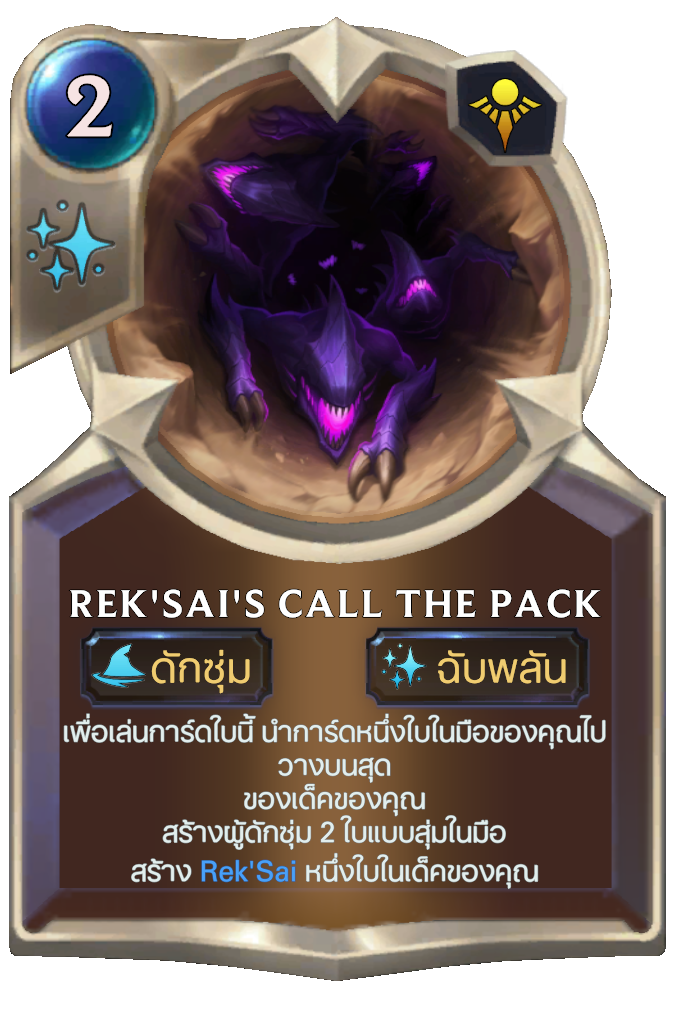 2
REK'SAI'S CALL THE PACK
ดักซุ่ม
ฉับพลัน
เพื่อเล่นการ์ดใบนี้ นำการ์ดหนึ่งใบในมือของคุณไป
วางบนสุด
ของเด็คของคุณ
สร้างผู้ดักซุ่ม 2 ใบแบบสุ่มในมือ
สร้าง Rek'Sai หนึ่งใบในเด็คของคุณ